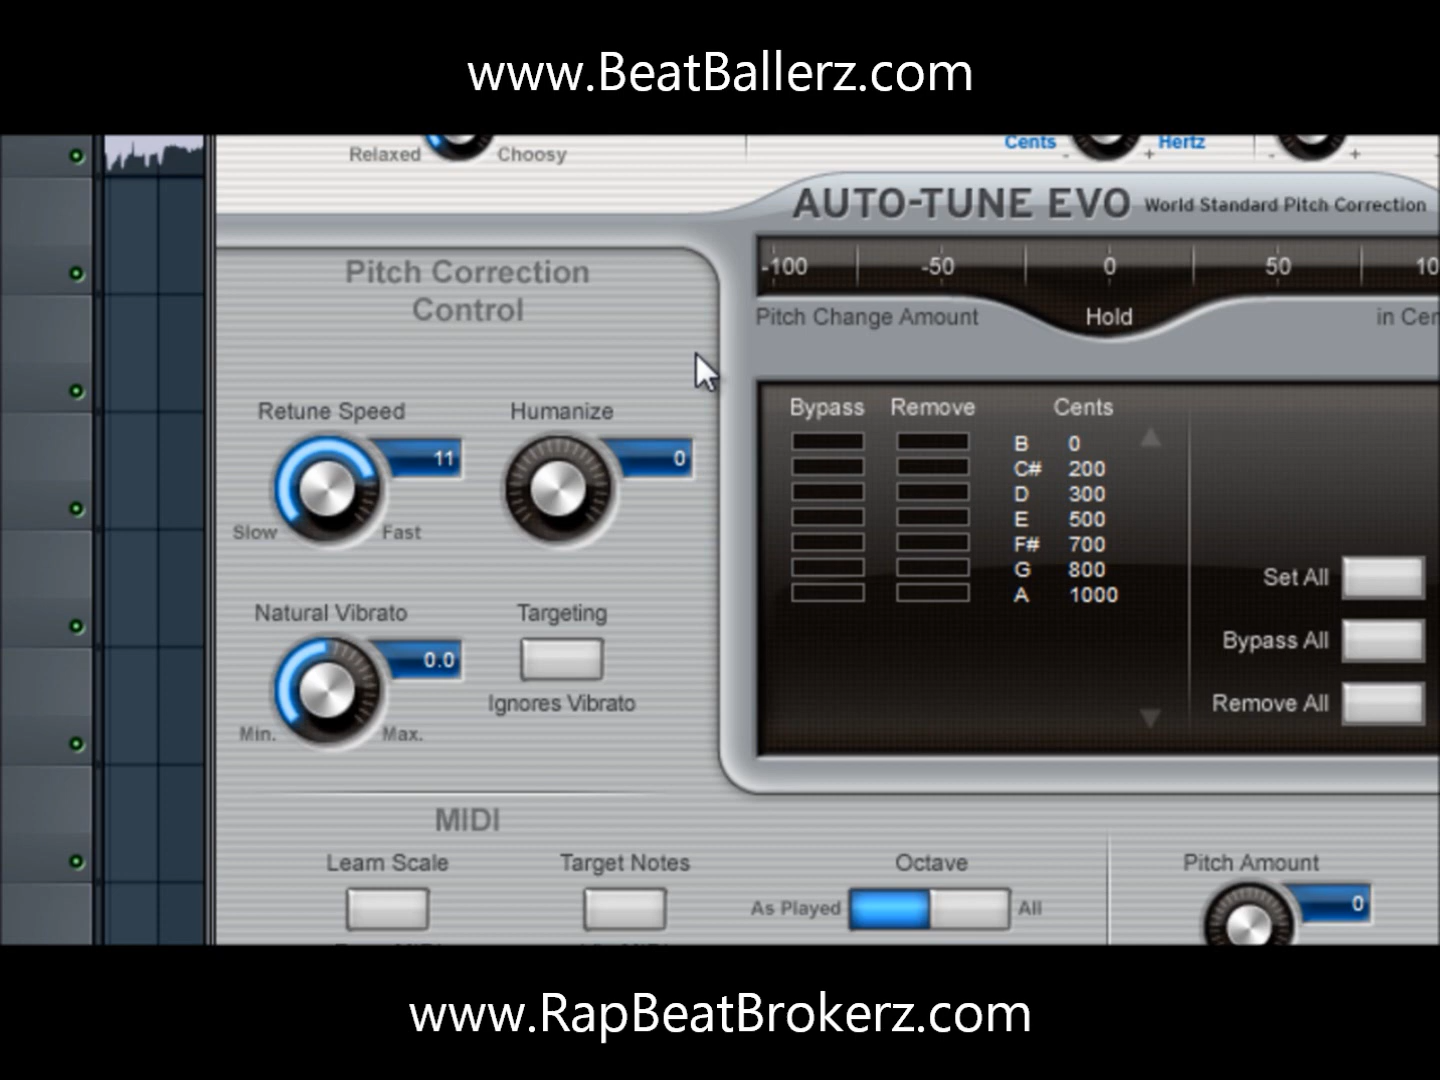 www.BeatBallerz.com
Relaxed Choosy Cents - + Hertz - +
AUTO-TUNE EVO World Standard Pitch Correction
-100 -50 0 50 10
Pitch Correction
Control
Pitch Change Amount Hold in Cen
Retune Speed Humanize
11 0
Slow Fast
Natural Vibrato Targeting
0.0
Min. Max. Ignores Vibrato
Bypass Remove Cents
B 0
C# 200
D 300
E 500
F# 700
G 800
A 1000
Set All
Bypass All
Remove All
MIDI
Learn Scale Target Notes Octave Pitch Amount
As Played All 0
www.RapBeatBrokerz.com